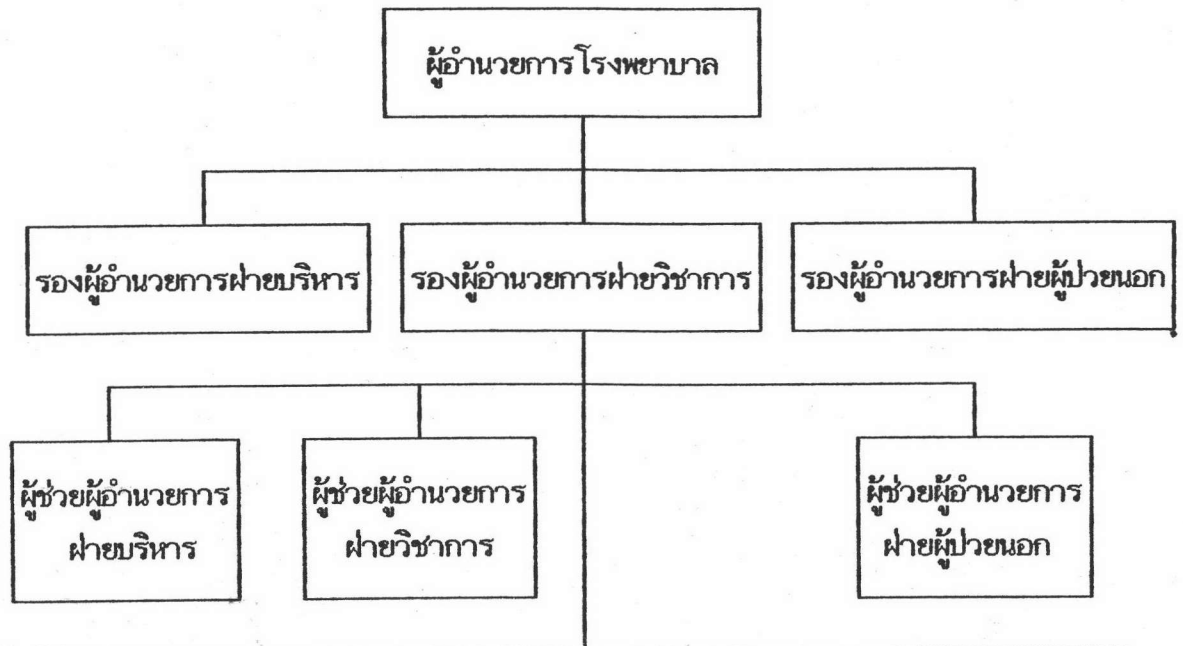 ผู้อำนวยการโรงพยาบาล
รองผู้อำนวยการฝ่ายบริหาร
รองผู้อำนวยการฝ่ายวิชาการ
รองผู้อำนวยการฝ่ายผู้ป่วยนอก
ผู้ช่วยผู้อำนวยการ
ฝ่ายบริหาร
ผู้ช่วยผู้อำนวยการ
ฝ่ายวิชาการ
ผู้ช่วยผู้อำนวยการ
ฝ่ายผู้ป่วยนอก